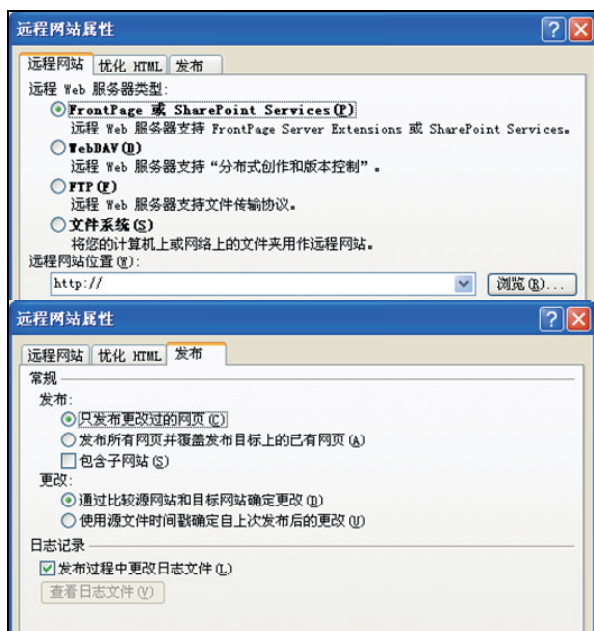 远程网站属性
远程网站 优化 HTML 发布
远程 Web 服务器类型:
FrontPage 或 SharePoint Services(P)
远程 Web 服务器支持 FrontPage Server Extensions 或 SharePoint Services。
WebDAV(D)
远程 Web 服务器支持“分布式创作和版本控制”。
FTP(F)
远程 Web 服务器支持文件传输协议。
文件系统(S)
将您的计算机上或网络上的文件夹用作远程网站。
远程网站位置(W):
http://
浏览(R)...
远程网站属性
远程网站 优化 HTML 发布
常规
发布:
只发布更改过的网页(C)
发布所有网页并覆盖发布目标上的已有网页(A)
包含子网站(S)
更改:
通过比较源网站和目标网站确定更改(D)
使用源文件时间戳确定自上次发布后的更改(U)
日志记录
发布过程中更改日志文件(L)
查看日志文件(V)